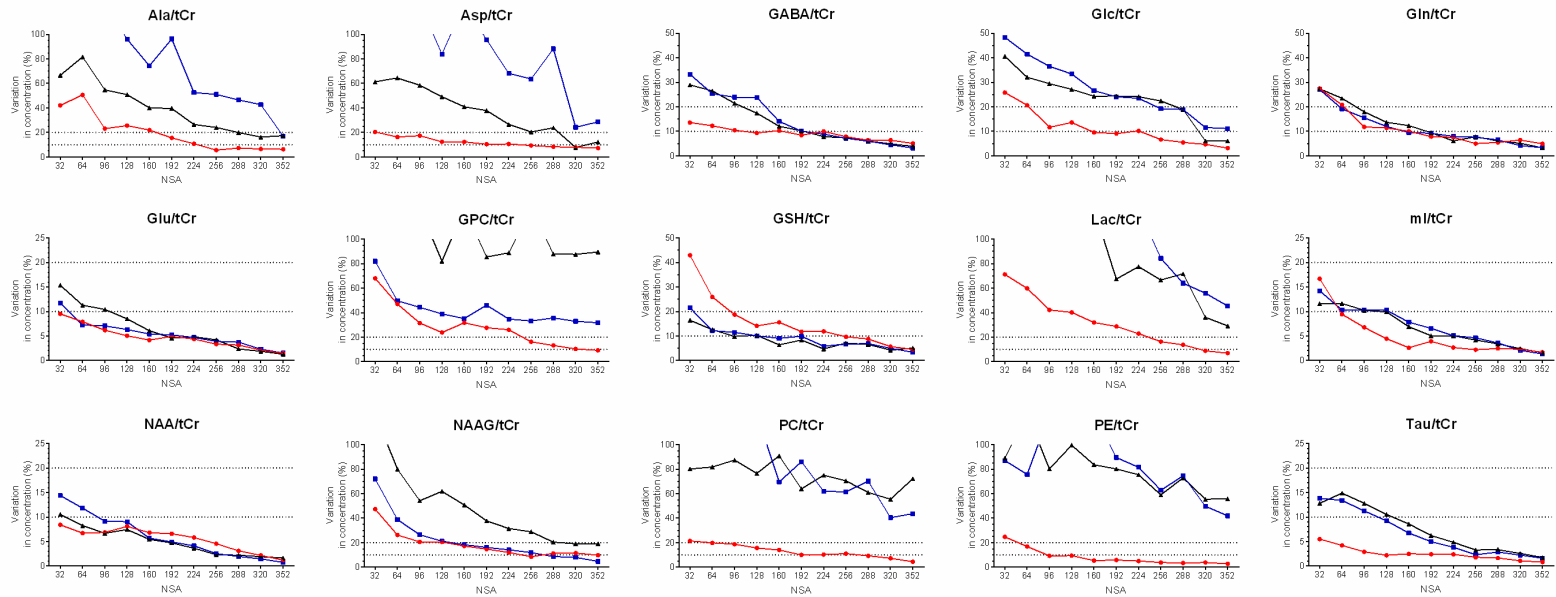 Ala/tCr
Variation
in concentration (%)
100
80
60
40
20
0
32 64 96 128 160 192 224 256 288 320 352
NSA
Asp/tCr
Variation
in concentration (%)
100
80
60
40
20
0
32 64 96 128 160 192 224 256 288 320 352
NSA
GABA/tCr
Variation
in concentration (%)
50
40
30
20
10
0
32 64 96 128 160 192 224 256 288 320 352
NSA
Glc/tCr
Variation
in concentration (%)
50
40
30
20
10
0
32 64 96 128 160 192 224 256 288 320 352
NSA
Gln/tCr
Variation
in concentration (%)
50
40
30
20
10
0
32 64 96 128 160 192 224 256 288 320 352
NSA
Glu/tCr
Variation
in concentration (%)
25
20
15
10
5
0
32 64 96 128 160 192 224 256 288 320 352
NSA
GPC/tCr
Variation
in concentration (%)
100
80
60
40
20
0
32 64 96 128 160 192 224 256 288 320 352
NSA
GSH/tCr
Variation
in concentration (%)
50
40
30
20
10
0
32 64 96 128 160 192 224 256 288 320 352
NSA
Lac/tCr
Variation
in concentration (%)
100
80
60
40
20
0
32 64 96 128 160 192 224 256 288 320 352
NSA
mI/tCr
Variation
in concentration (%)
25
20
15
10
5
0
32 64 96 128 160 192 224 256 288 320 352
NSA
NAA/tCr
Variation
in concentration (%)
25
20
15
10
5
0
32 64 96 128 160 192 224 256 288 320 352
NSA
NAAG/tCr
Variation
in concentration (%)
100
80
60
40
20
0
32 64 96 128 160 192 224 256 288 320 352
NSA
PC/tCr
Variation
in concentration (%)
100
80
60
40
20
0
32 64 96 128 160 192 224 256 288 320 352
NSA
PE/tCr
Variation
in concentration (%)
100
80
60
40
20
0
32 64 96 128 160 192 224 256 288 320 352
NSA
Tau/tCr
Variation
in concentration (%)
25
20
15
10
5
0
32 64 96 128 160 192 224 256 288 320 352
NSA